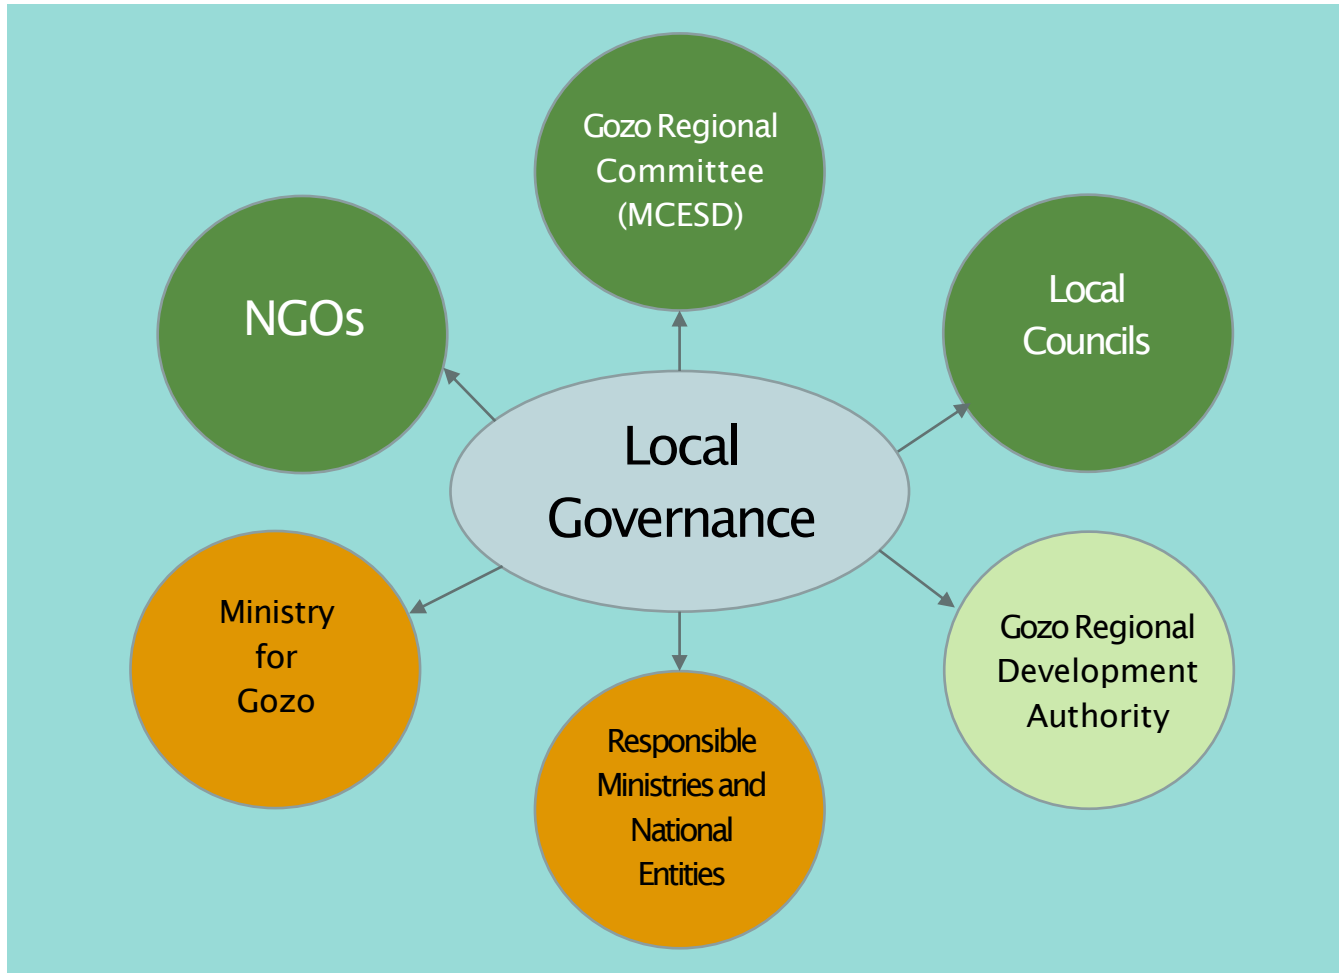 Gozo Regional
Committee
(MCESD)
NGOs
Local
Councils
Local
Governance
Ministry
for
Gozo
Gozo Regional
Development
Authority
Responsible
Ministries and
National
Entities